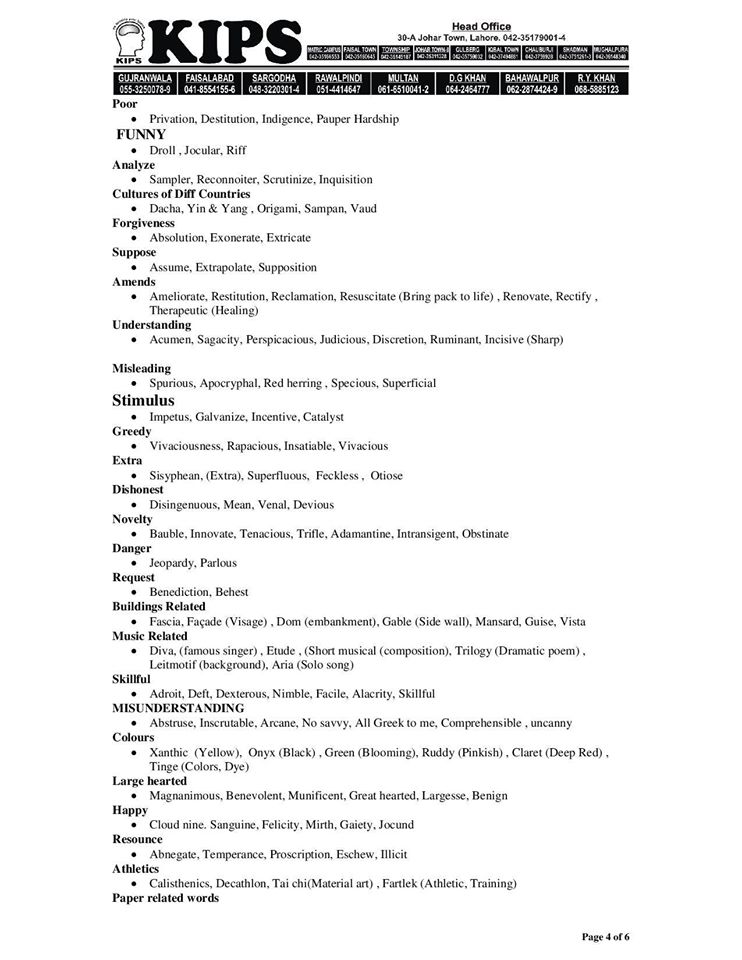 KIPS
KIPS
Head Office
30-A Johar Town, Lahore. 042-35179001-4
MATRIC CAMPUS FAISAL TOWN TOWNSHIP JOHAR TOWN-II GULBERG IQBAL TOWN CHAUBURJI SHADMAN MUGHALPURA
GUJRANWALA FAISALABAD SARGODHA RAWALPINDI MULTAN D.G KHAN BAHAWALPUR R.Y. KHAN
055-3250078-9 041-8554155-6 048-3220301-4 051-4414647 061-6510041-2 064-2464777 062-2874424-9 068-5885123
Poor
• Privation, Destitution, Indigence, Pauper Hardship
FUNNY
• Droll , Jocular, Riff
Analyze
• Sampler, Reconnoiter, Scrutinize, Inquisition
Cultures of Diff Countries
• Dacha, Yin & Yang , Origami, Sampan, Vaud
Forgiveness
• Absolution, Exonerate, Extricate
Suppose
• Assume, Extrapolate, Supposition
Amends
• Ameliorate, Restitution, Reclamation, Resuscitate (Bring pack to life) , Renovate, Rectify ,
Therapeutic (Healing)
Understanding
• Acumen, Sagacity, Perspicacious, Judicious, Discretion, Ruminant, Incisive (Sharp)
Misleading
• Spurious, Apocryphal, Red herring , Specious, Superficial
Stimulus
• Impetus, Galvanize, Incentive, Catalyst
Greedy
• Vivaciousness, Rapacious, Insatiable, Vivacious
Extra
• Sisyphean, (Extra), Superfluous, Feckless , Otiose
Dishonest
• Disingenuous, Mean, Venal, Devious
Novelty
• Bauble, Innovate, Tenacious, Trifle, Adamantine, Intransigent, Obstinate
Danger
• Jeopardy, Parlous
Request
• Benediction, Behest
Buildings Related
• Fascia, Façade (Visage) , Dom (embankment), Gable (Side wall), Mansard, Guise, Vista
Music Related
• Diva, (famous singer) , Etude , (Short musical (composition), Trilogy (Dramatic poem) ,
Leitmotif (background), Aria (Solo song)
Skillful
• Adroit, Deft, Dexterous, Nimble, Facile, Alacrity, Skillful
MISUNDERSTANDING
• Abstruse, Inscrutable, Arcane, No savvy, All Greek to me, Comprehensible , uncanny
Colours
• Xanthic (Yellow), Onyx (Black) , Green (Blooming), Ruddy (Pinkish) , Claret (Deep Red) ,
Tinge (Colors, Dye)
Large hearted
• Magnanimous, Benevolent, Munificent, Great hearted, Largesse, Benign
Happy
• Cloud nine. Sanguine, Felicity, Mirth, Gaiety, Jocund
Resounce
• Abnegate, Temperance, Proscription, Eschew, Illicit
Athletics
• Calisthenics, Decathlon, Tai chi(Material art) , Fartlek (Athletic, Training)
Paper related words
Page 4 of 6